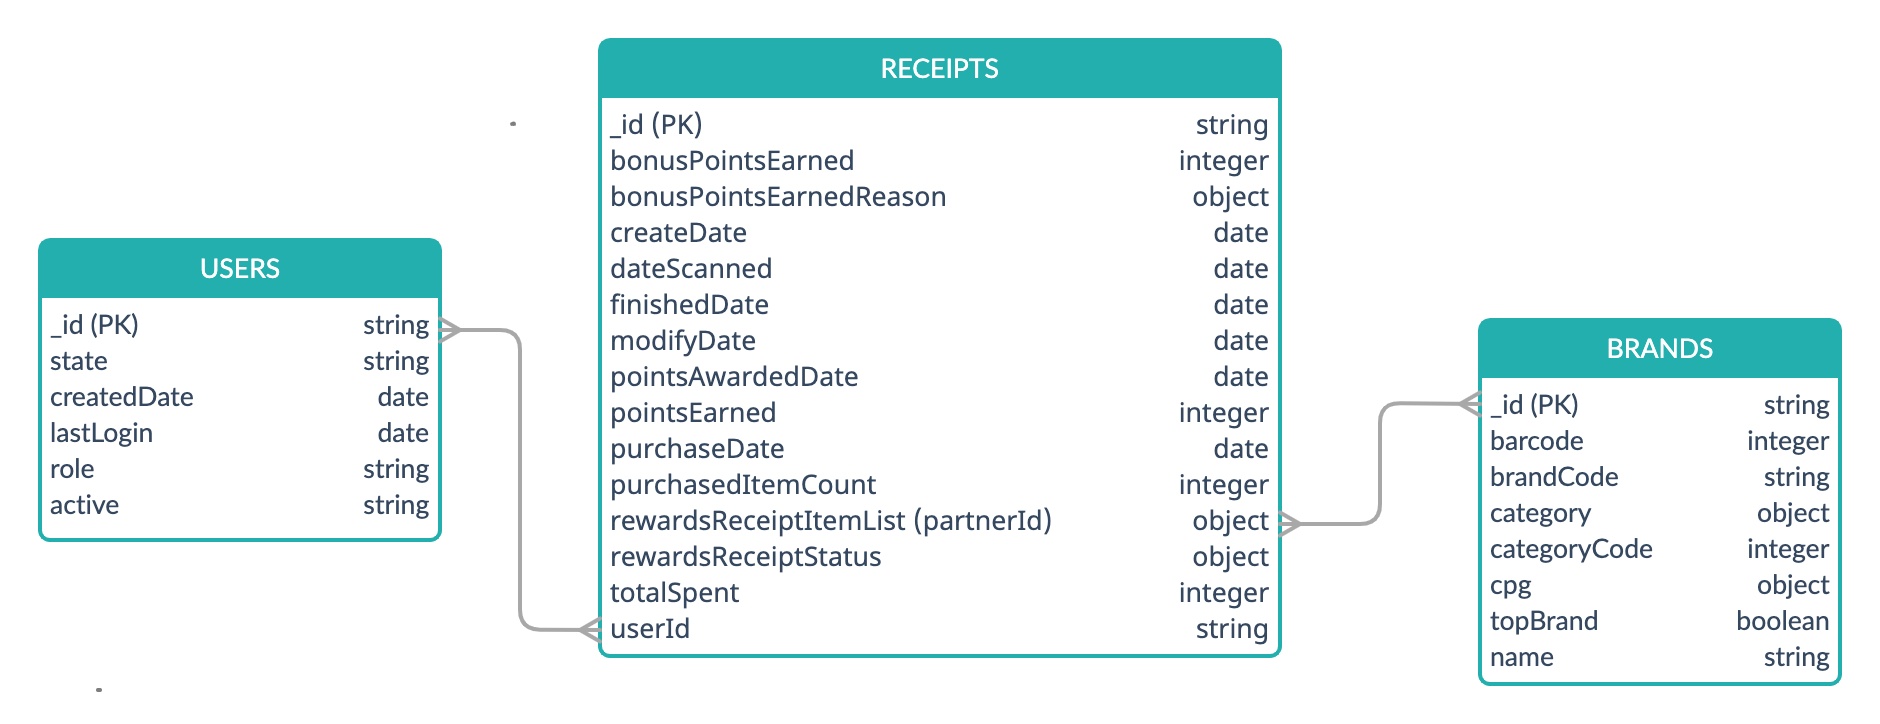 USERS
_id (PK) string
state string
createdDate date
lastLogin date
role string
active string
RECEIPTS
_id (PK) string
bonusPointsEarned integer
bonusPointsEarnedReason object
createDate date
dateScanned date
finishedDate date
modifyDate date
pointsAwardedDate date
pointsEarned integer
purchaseDate date
purchasedItemCount integer
rewardsReceiptItemList (partnerId) object
rewardsReceiptStatus object
totalSpent integer
userId string
BRANDS
_id (PK) string
barcode integer
brandCode string
category object
categoryCode integer
cpg object
topBrand boolean
name string